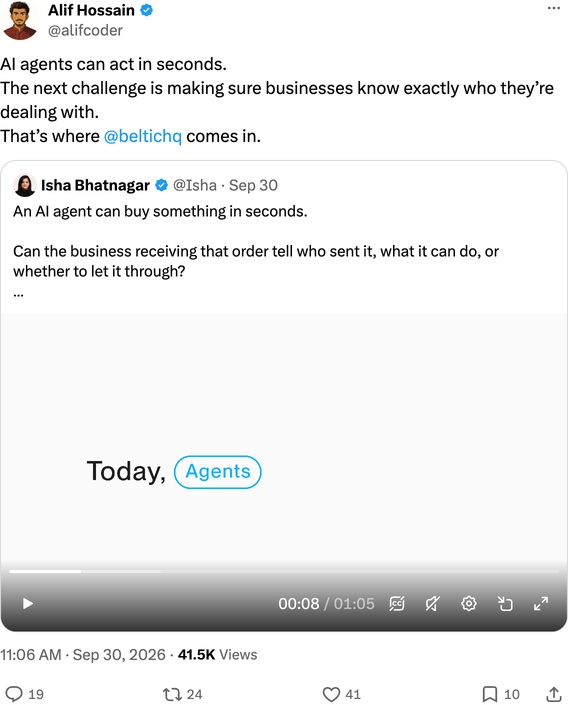 Alif Hossain
@alifcoder
AI agents can act in seconds.
The next challenge is making sure businesses know exactly who they’re
dealing with.
That’s where @beltichq comes in.
Isha Bhatnagar @Isha · Sep 30
An AI agent can buy something in seconds.
Can the business receiving that order tell who sent it, what it can do, or
whether to let it through?
...
Today, Agents
00:08 / 01:05
11:06 AM · Sep 30, 2026 · 41.5K Views
19 24 41 10